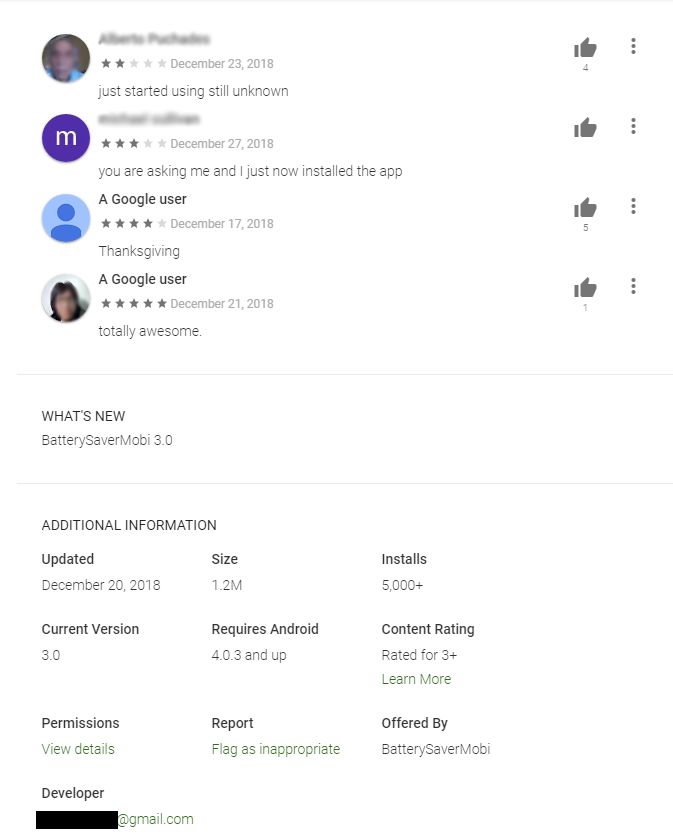 December 23, 2018
4
just started using still unknown
m
December 27, 2018
you are asking me and I just now installed the app
A Google user
December 17, 2018
5
Thanksgiving
A Google user
December 21, 2018
1
totally awesome.
WHAT'S NEW
BatterySaverMobi 3.0
ADDITIONAL INFORMATION
Updated Size Installs
December 20, 2018 1.2M 5,000+
Current Version Requires Android Content Rating
3.0 4.0.3 and up Rated for 3+
Learn More
Permissions Report Offered By
View details Flag as inappropriate BatterySaverMobi
Developer
@gmail.com